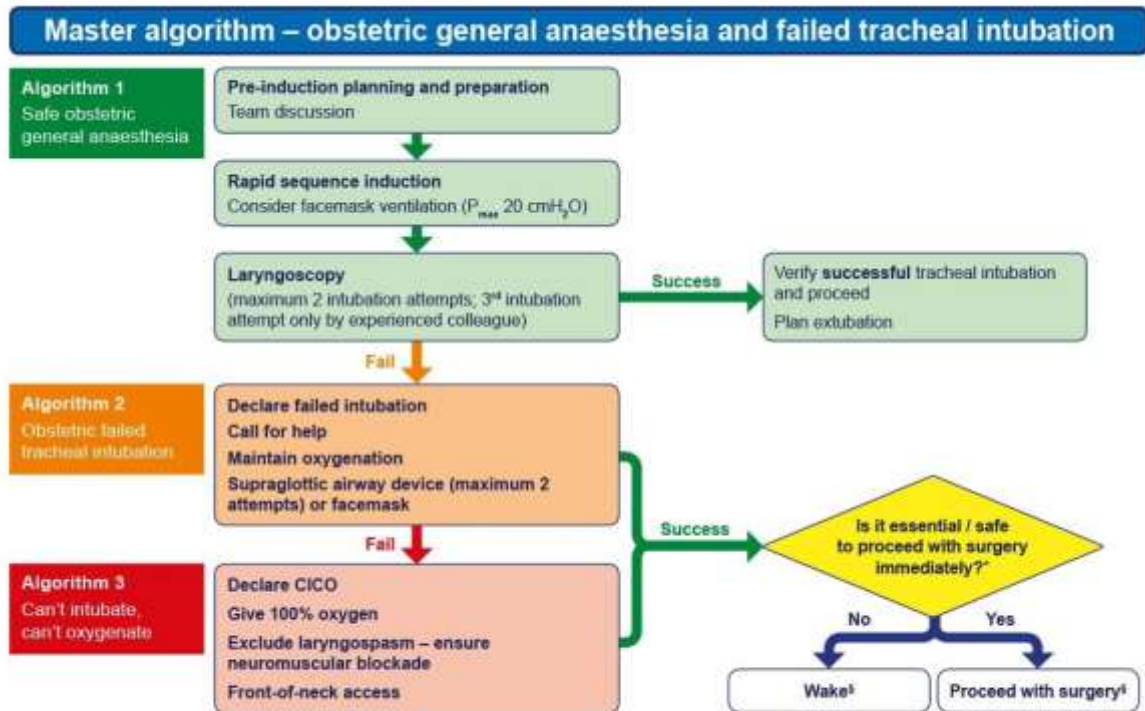 Master algorithm – obstetric general anaesthesia and failed tracheal intubation
Algorithm 1
Safe obstetric
general anaesthesia
Pre-induction planning and preparation
Team discussion
Rapid sequence induction
Consider facemask ventilation (Pmax 20 cmH2O)
Laryngoscopy
(maximum 2 intubation attempts; 3rd intubation
attempt only by experienced colleague)
Success
Verify successful tracheal intubation
and proceed
Plan extubation
Fail
Algorithm 2
Obstetric failed
tracheal intubation
Declare failed intubation
Call for help
Maintain oxygenation
Supraglottic airway device (maximum 2
attempts) or facemask
Success
Is it essential / safe
to proceed with surgery
immediately?*
Fail
Algorithm 3
Can't intubate,
can't oxygenate
Declare CICO
Give 100% oxygen
Exclude laryngospasm – ensure
neuromuscular blockade
Front-of-neck access
No
Yes
Wake§
Proceed with surgery§